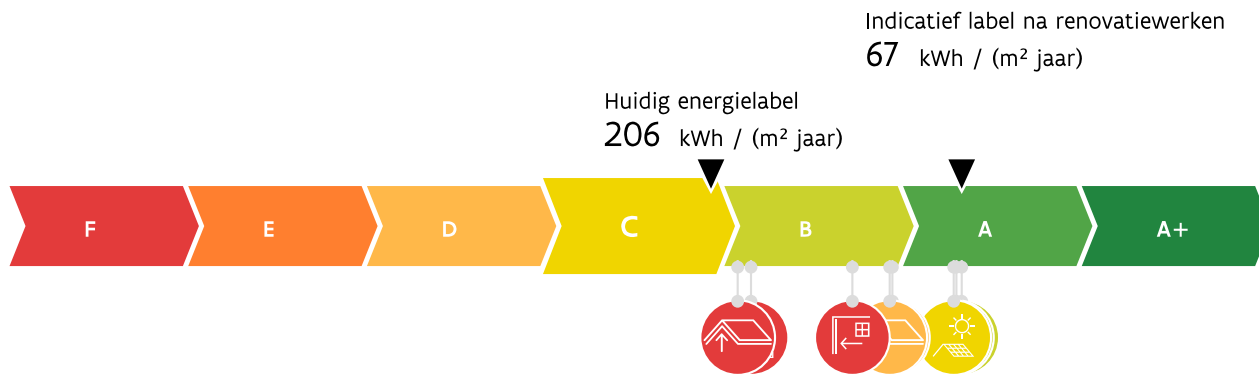 Indicatief label na renovatiewerken
67 kWh / (m² jaar)
Huidig energielabel
206 kWh / (m² jaar)
F E D C B A A+